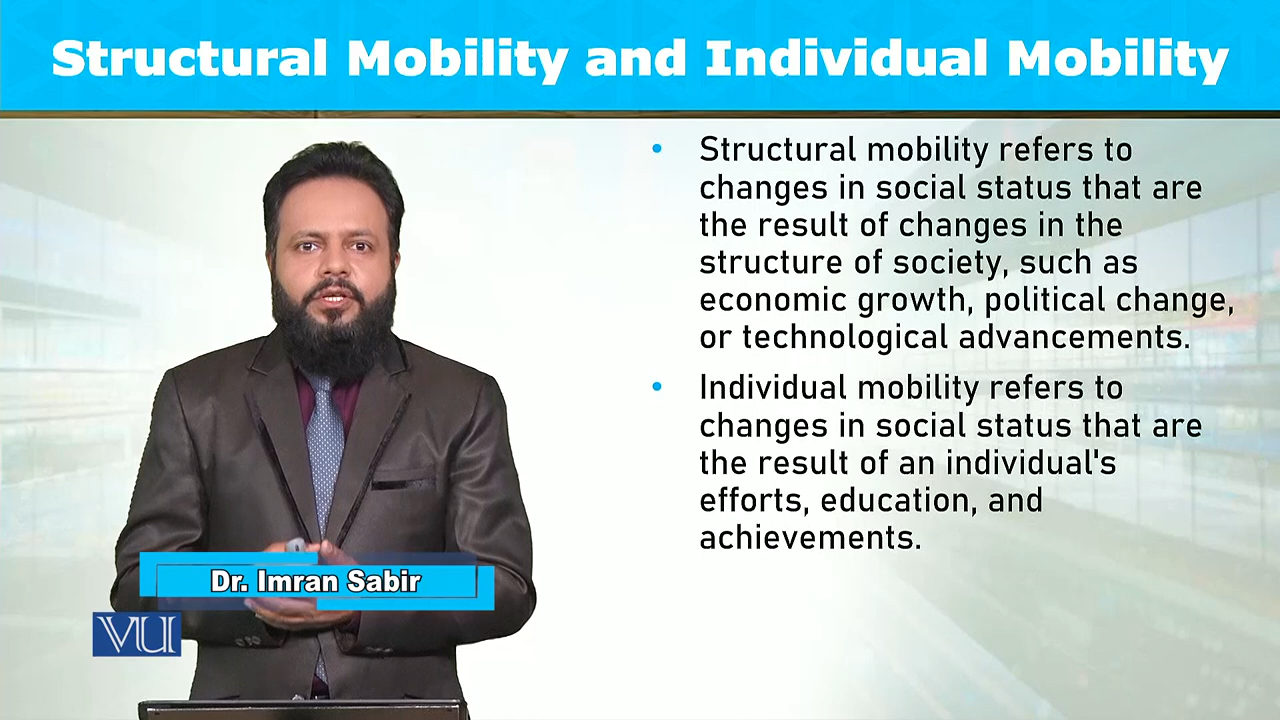 Structural Mobility and Individual Mobility
• Structural mobility refers to
changes in social status that are
the result of changes in the
structure of society, such as
economic growth, political change,
or technological advancements.
• Individual mobility refers to
changes in social status that are
the result of an individual's
efforts, education, and
achievements.
Dr. Imran Sabir
VU